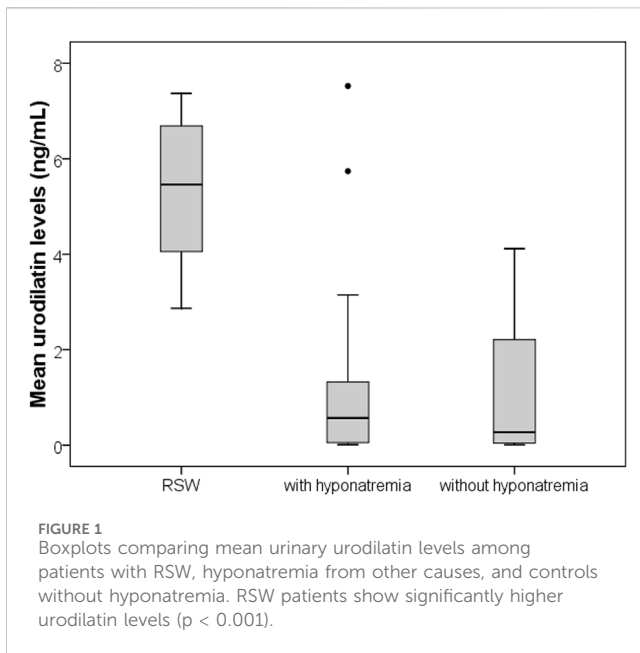 Mean urodilatin levels (ng/mL)
8
6
4
2
0
RSW
with hyponatremia
without hyponatremia
FIGURE 1
Boxplots comparing mean urinary urodilatin levels among
patients with RSW, hyponatremia from other causes, and controls
without hyponatremia. RSW patients show significantly higher
urodilatin levels (p < 0.001).